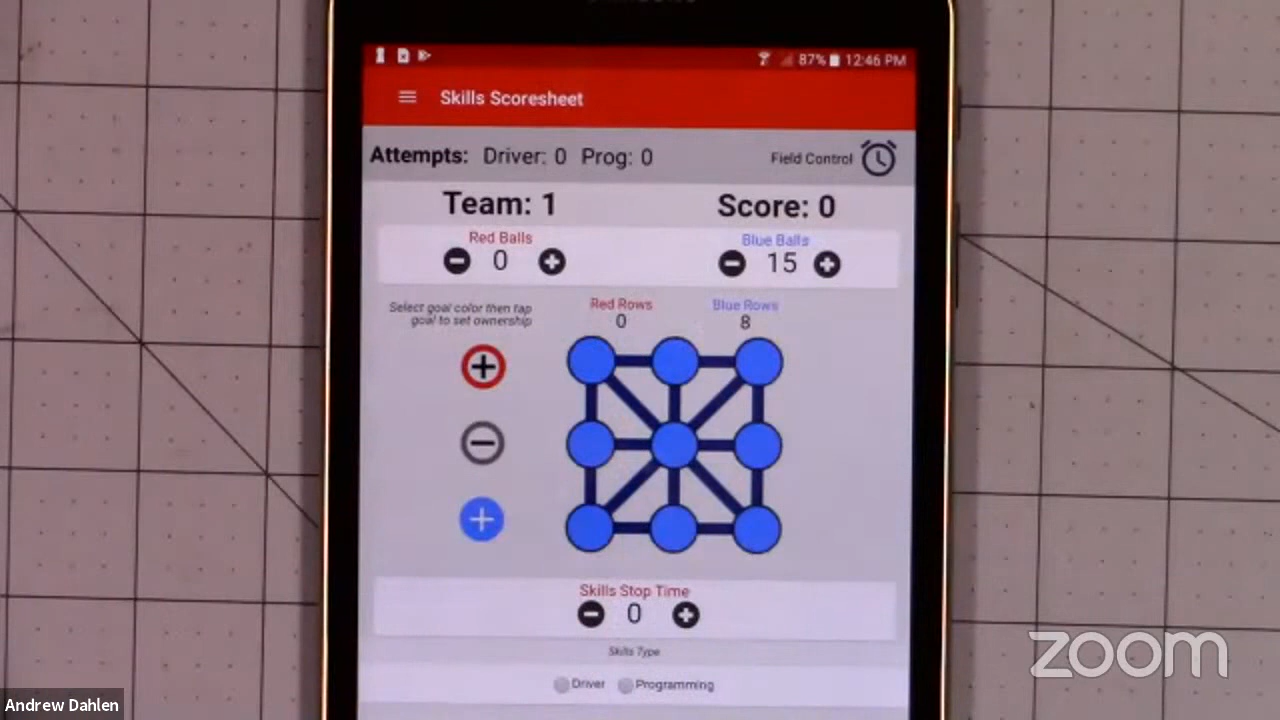 87% 12:46 PM
Skills Scoresheet
Attempts: Driver: 0 Prog: 0 Field Control
Team: 1 Score: 0
Red Balls Blue Balls
0 15
Select goal color then tap
goal to set ownership
Red Rows Blue Rows
0 8
Skills Stop Time
0
Skills Type
Driver Programming
zoom
Andrew Dahlen